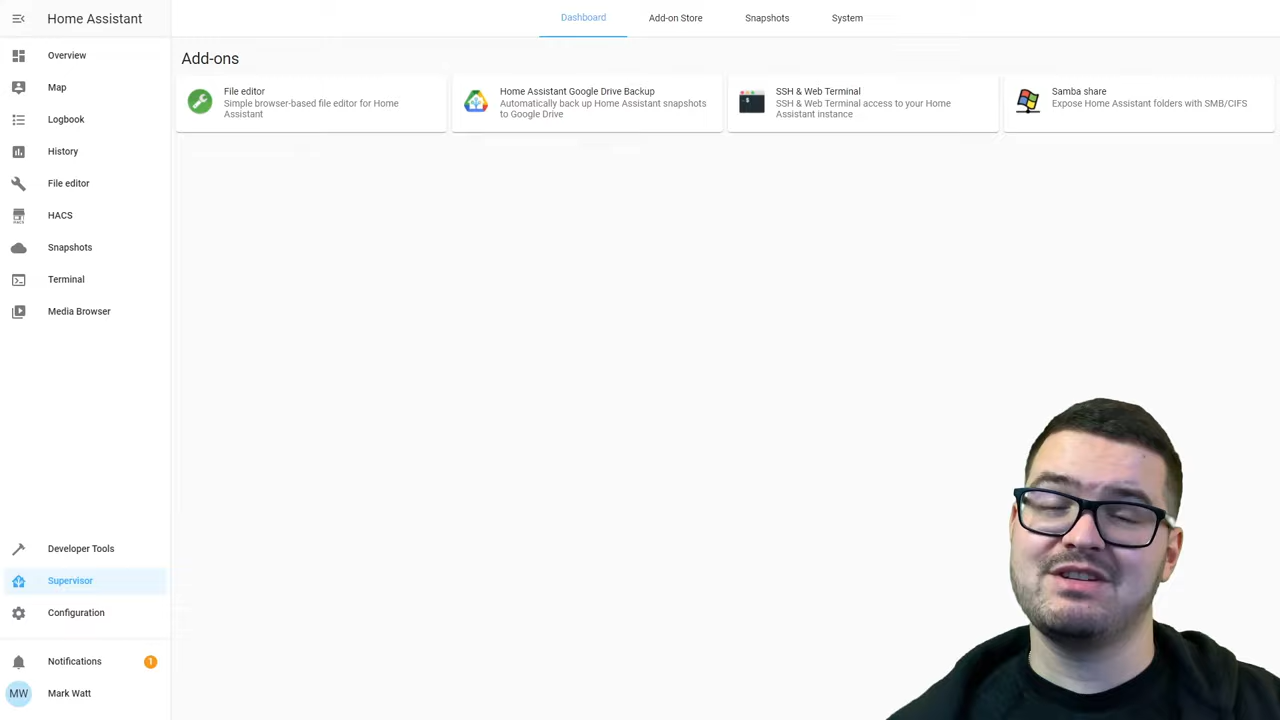 Home Assistant
Dashboard
Add-on Store
Snapshots
System
Overview
Map
Logbook
History
File editor
HACS
Snapshots
Terminal
Media Browser
Developer Tools
Supervisor
Configuration
Notifications
1
MW
Mark Watt
Add-ons
File editor
Simple browser-based file editor for Home
Assistant
Home Assistant Google Drive Backup
Automatically back up Home Assistant snapshots
to Google Drive
SSH & Web Terminal
SSH & Web Terminal access to your Home
Assistant instance
Samba share
Expose Home Assistant folders with SMB/CIFS